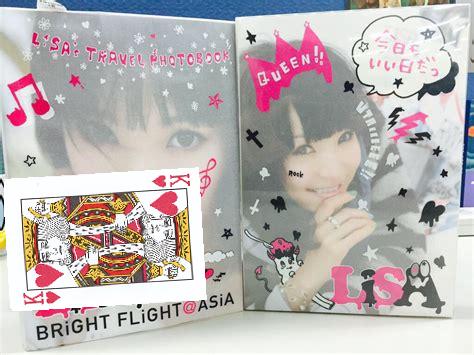 LiSA's TRAVEL PHOTOBOOK
K
K
BRiGHT FLiGHT@ASiA
QUEEN!!
今日も
いい日だっ
Rock
LiSA